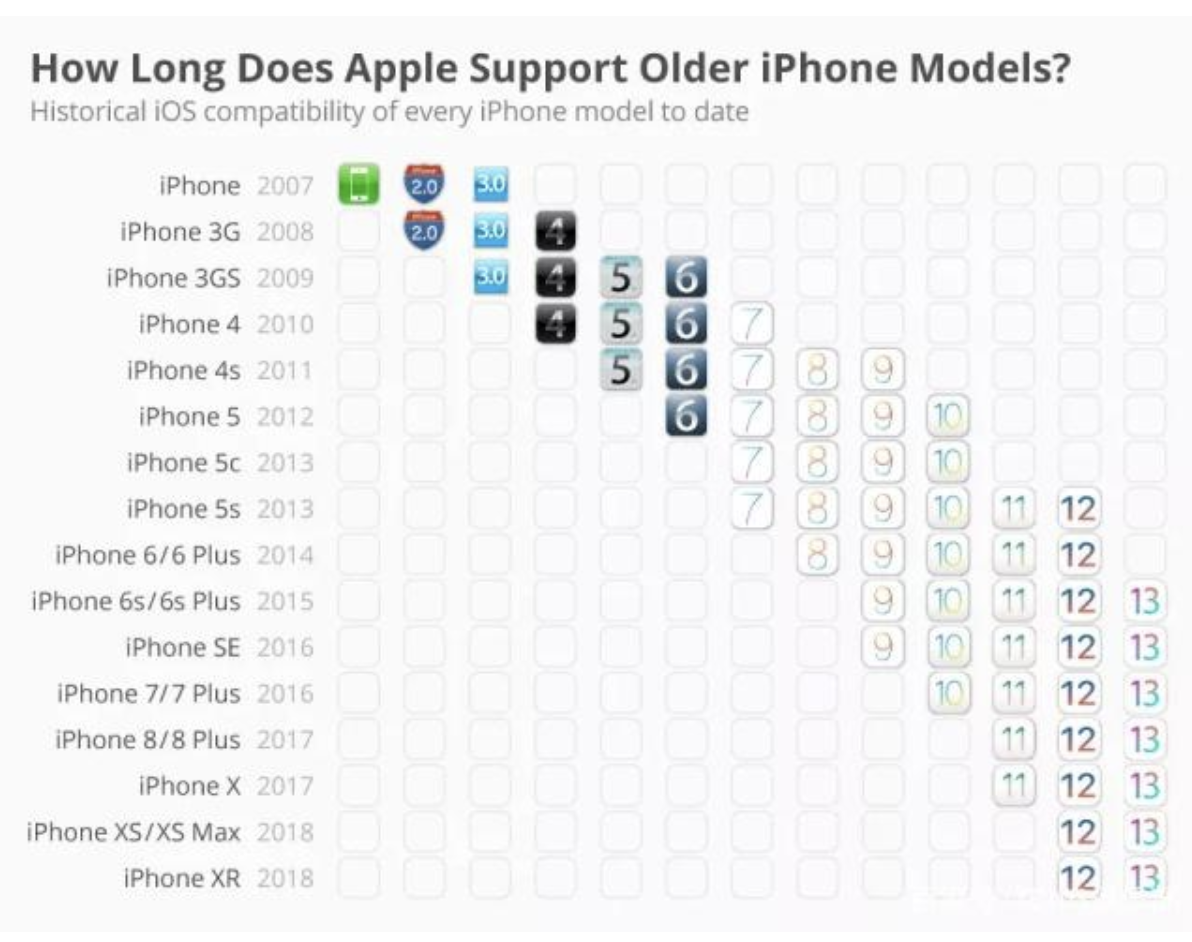 How Long Does Apple Support Older iPhone Models?
Historical iOS compatibility of every iPhone model to date
iPhone 2007 2.0 3.0
iPhone 3G 2008 2.0 3.0 4
iPhone 3GS 2009 3.0 4 5 6
iPhone 4 2010 4 5 6 7
iPhone 4s 2011 5 6 7 8 9
iPhone 5 2012 6 7 8 9 10
iPhone 5c 2013 7 8 9 10
iPhone 5s 2013 7 8 9 10 11 12
iPhone 6/6 Plus 2014 8 9 10 11 12
iPhone 6s/6s Plus 2015 9 10 11 12 13
iPhone SE 2016 9 10 11 12 13
iPhone 7/7 Plus 2016 10 11 12 13
iPhone 8/8 Plus 2017 11 12 13
iPhone X 2017 11 12 13
iPhone XS/XS Max 2018 12 13
iPhone XR 2018 12 13